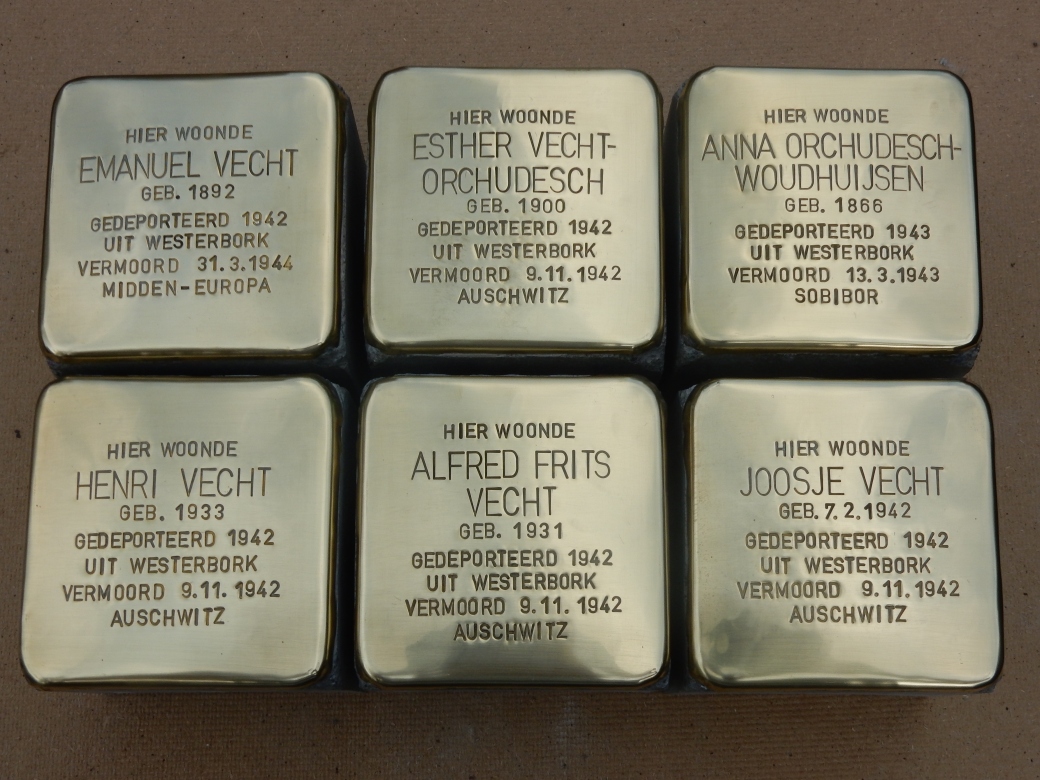 HIER WOONDE
EMANUEL VECHT
GEB. 1892
GEDEPORTEERD 1942
UIT WESTERBORK
VERMOORD 31.3.1944
MIDDEN-EUROPA
HIER WOONDE
ESTHER VECHT-
ORCHUDESCH
GEB. 1900
GEDEPORTEERD 1942
UIT WESTERBORK
VERMOORD 9.11.1942
AUSCHWITZ
HIER WOONDE
ANNA ORCHUDESCH-
WOUDHUIJSEN
GEB. 1866
GEDEPORTEERD 1943
UIT WESTERBORK
VERMOORD 13.3.1943
SOBIBOR
HIER WOONDE
HENRI VECHT
GEB. 1933
GEDEPORTEERD 1942
UIT WESTERBORK
VERMOORD 9.11.1942
AUSCHWITZ
HIER WOONDE
ALFRED FRITS
VECHT
GEB. 1931
GEDEPORTEERD 1942
UIT WESTERBORK
VERMOORD 9.11.1942
AUSCHWITZ
HIER WOONDE
JOOSJE VECHT
GEB. 7.2.1942
GEDEPORTEERD 1942
UIT WESTERBORK
VERMOORD 9.11.1942
AUSCHWITZ